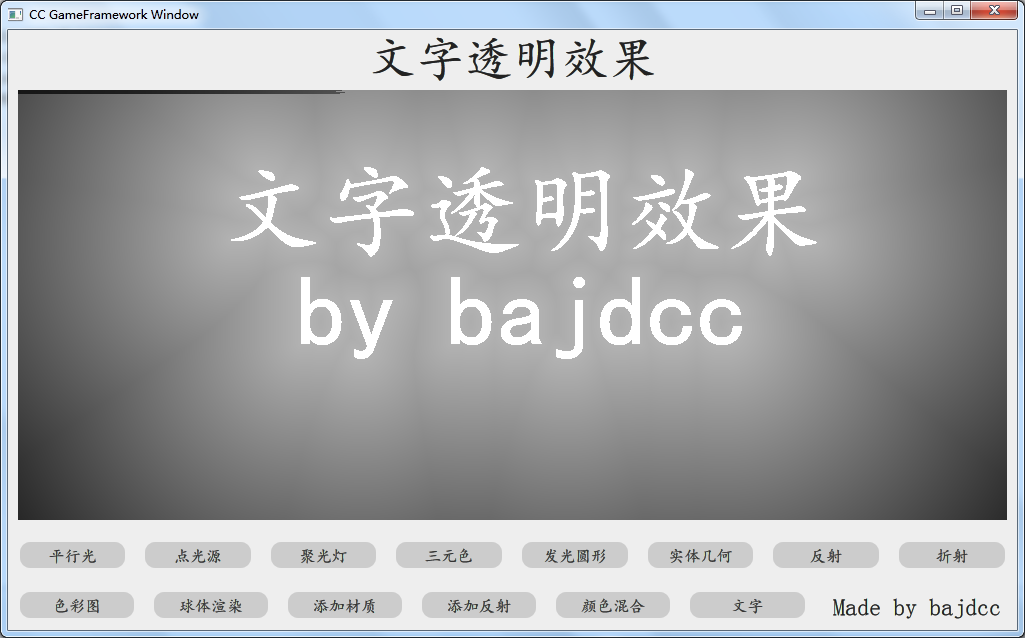 CC GameFramework Window
文字透明效果
文字透明效果
by bajdcc
平行光 点光源 聚光灯 三元色 发光圆形 实体几何 反射 折射
色彩图 球体渲染 添加材质 添加反射 颜色混合 文字 Made by bajdcc